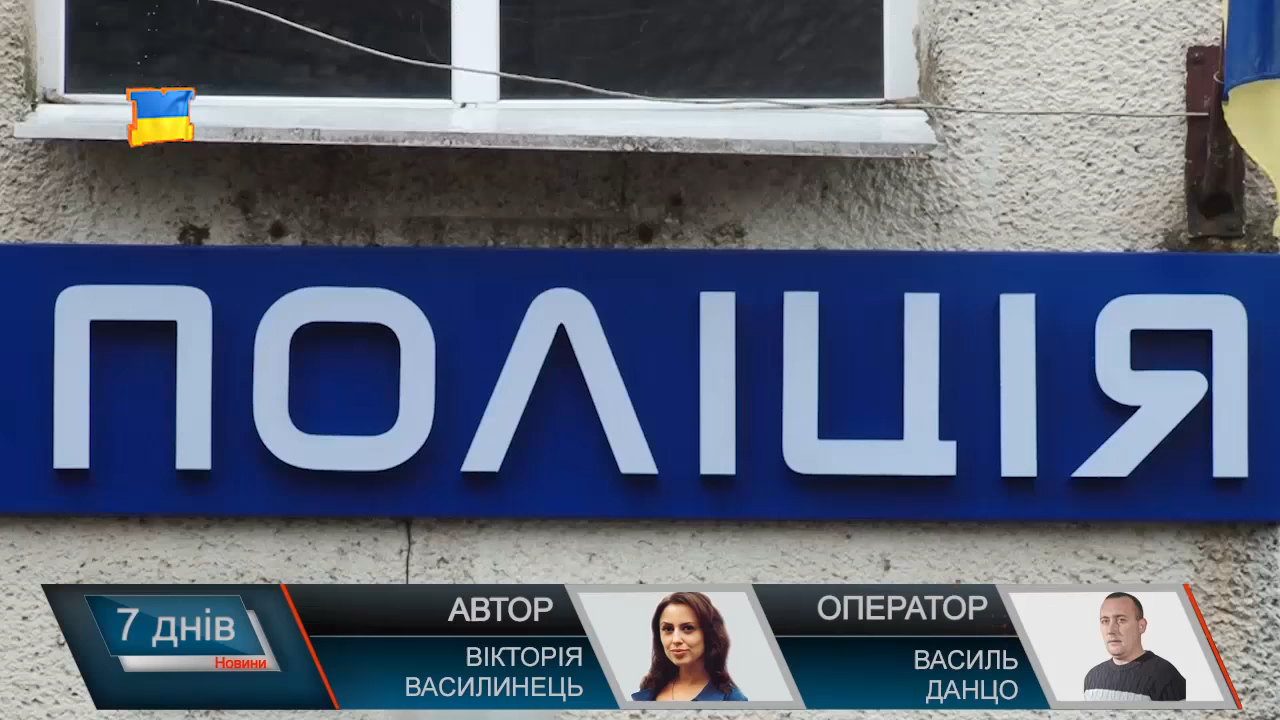 ПОЛІЦІЯ
7 днів
Новини
АВТОР
ВІКТОРІЯ
ВАСИЛИНЕЦЬ
ОПЕРАТОР
ВАСИЛЬ
ДАНЦО